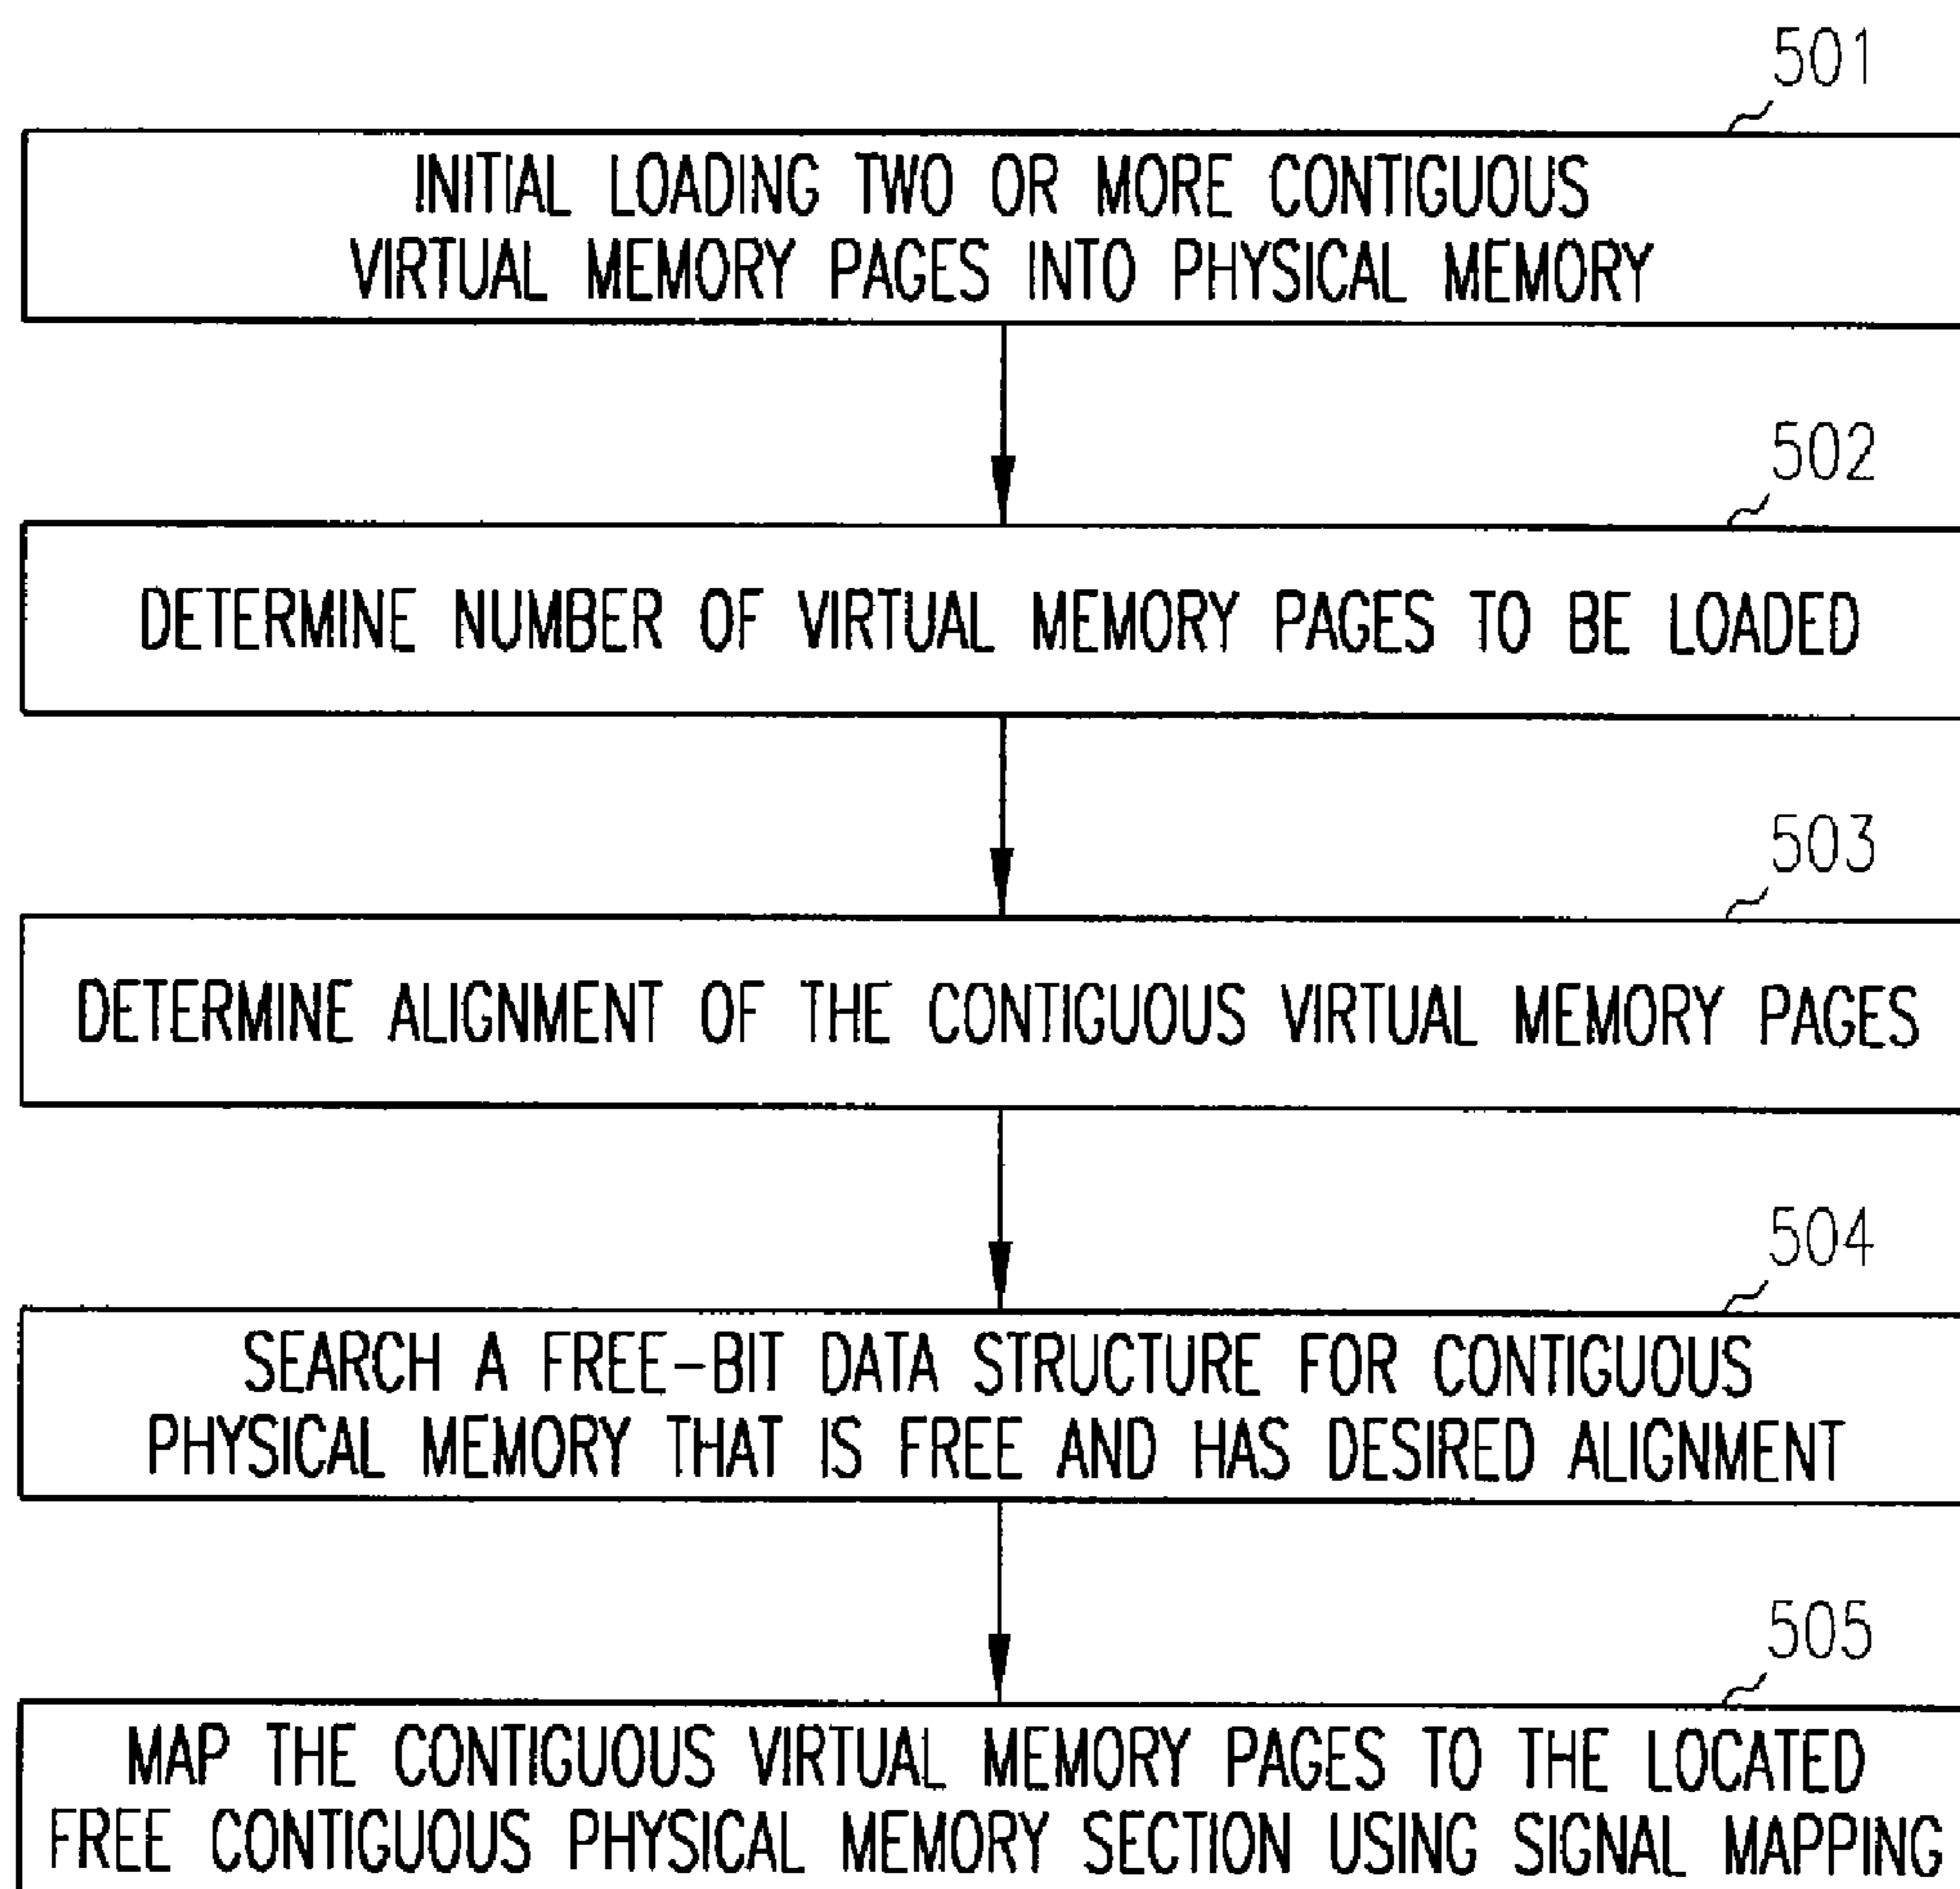 501
INITIAL LOADING TWO OR MORE CONTIGUOUS
VIRTUAL MEMORY PAGES INTO PHYSICAL MEMORY
502
DETERMINE NUMBER OF VIRTUAL MEMORY PAGES TO BE LOADED
503
DETERMINE ALIGNMENT OF THE CONTIGUOUS VIRTUAL MEMORY PAGES
504
SEARCH A FREE-BIT DATA STRUCTURE FOR CONTIGUOUS
PHYSICAL MEMORY THAT IS FREE AND HAS DESIRED ALIGNMENT
505
MAP THE CONTIGUOUS VIRTUAL MEMORY PAGES TO THE LOCATED
FREE CONTIGUOUS PHYSICAL MEMORY SECTION USING SIGNAL MAPPING